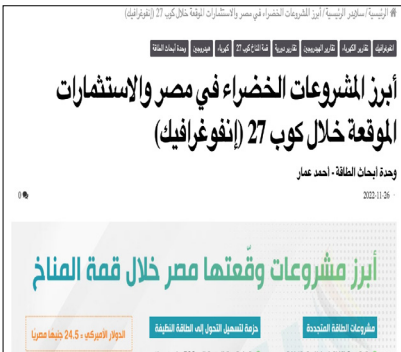 الرئيسية/سلايدر الرئيسية/أبرز المشروعات الخضراء في مصر والاستثمارات الموقعة خلال كوب 27 (إنفوغرافيك)
انفوغرافيك تقارير الكهرباء تقارير الهيدروجين تقارير دورية قمة المناخ كوب 27 كهرباء هيدروجين وحدة أبحاث الطاقة
أبرز المشروعات الخضراء في مصر والاستثمارات
الموقعة خلال كوب 27 (إنفوغرافيك)
وحدة أبحاث الطاقة - أحمد عمار
2022-11-26 0
أبرز مشروعات وقّعتها مصر خلال قمة المناخ
مشروعات الطاقة المتجددة حزمة لتسهيل التحول إلى الطاقة النظيفة الدولار الأميركي = 24.5 جنيهًا مصريًا